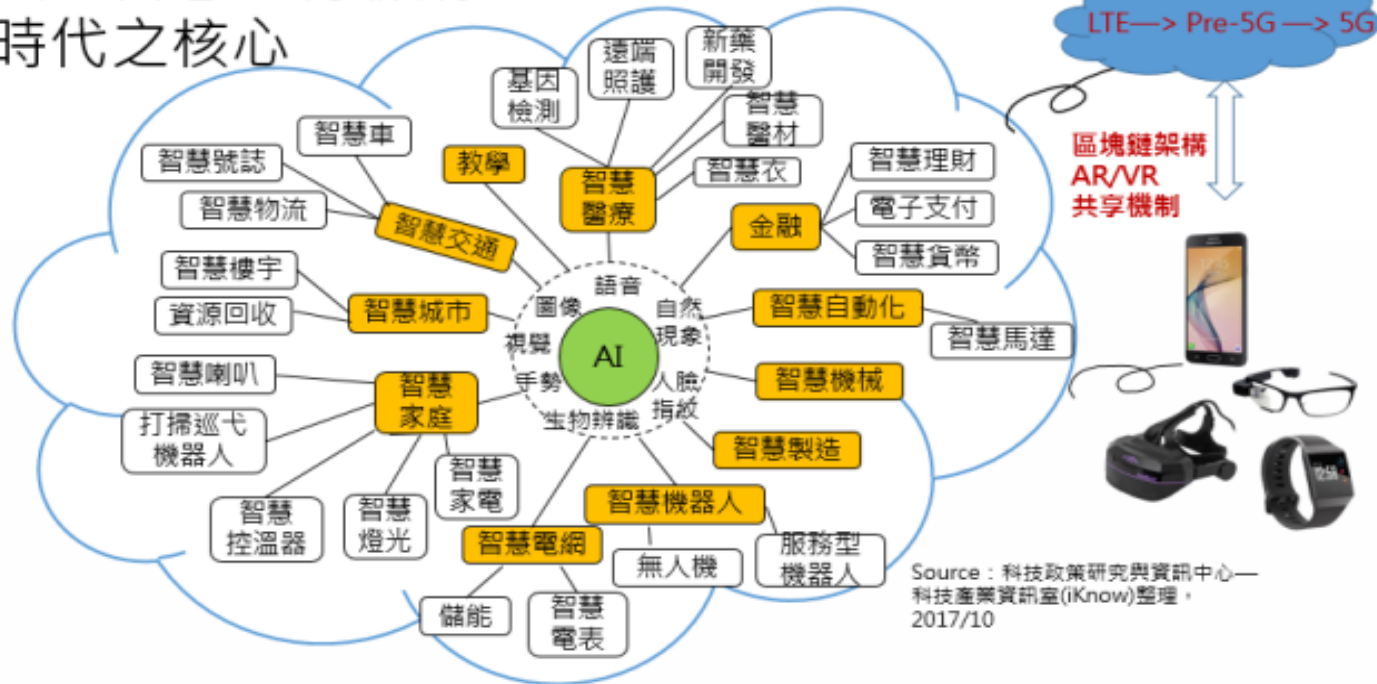 時代之核心
LTE—> Pre-5G —> 5G
區塊鏈架構
AR/VR
共享機制
基因
檢測
遠端
照護
新藥
開發
智慧
醫材
智慧衣
智慧
醫療
教學
智慧車
智慧號誌
智慧物流
智慧交通
智慧理財
電子支付
智慧貨幣
金融
智慧樓宇
資源回收
智慧城市
智慧自動化
智慧馬達
智慧機械
智慧製造
語音
圖像
自然
現象
視覺
手勢
人臉
指紋
生物辨識
AI
智慧喇叭
打掃巡弋
機器人
智慧
控溫器
智慧
燈光
智慧
家電
智慧
家庭
智慧機器人
無人機
服務型
機器人
智慧電網
儲能
智慧
電表
Source：科技政策研究與資訊中心—
科技產業資訊室(iKnow)整理，
2017/10